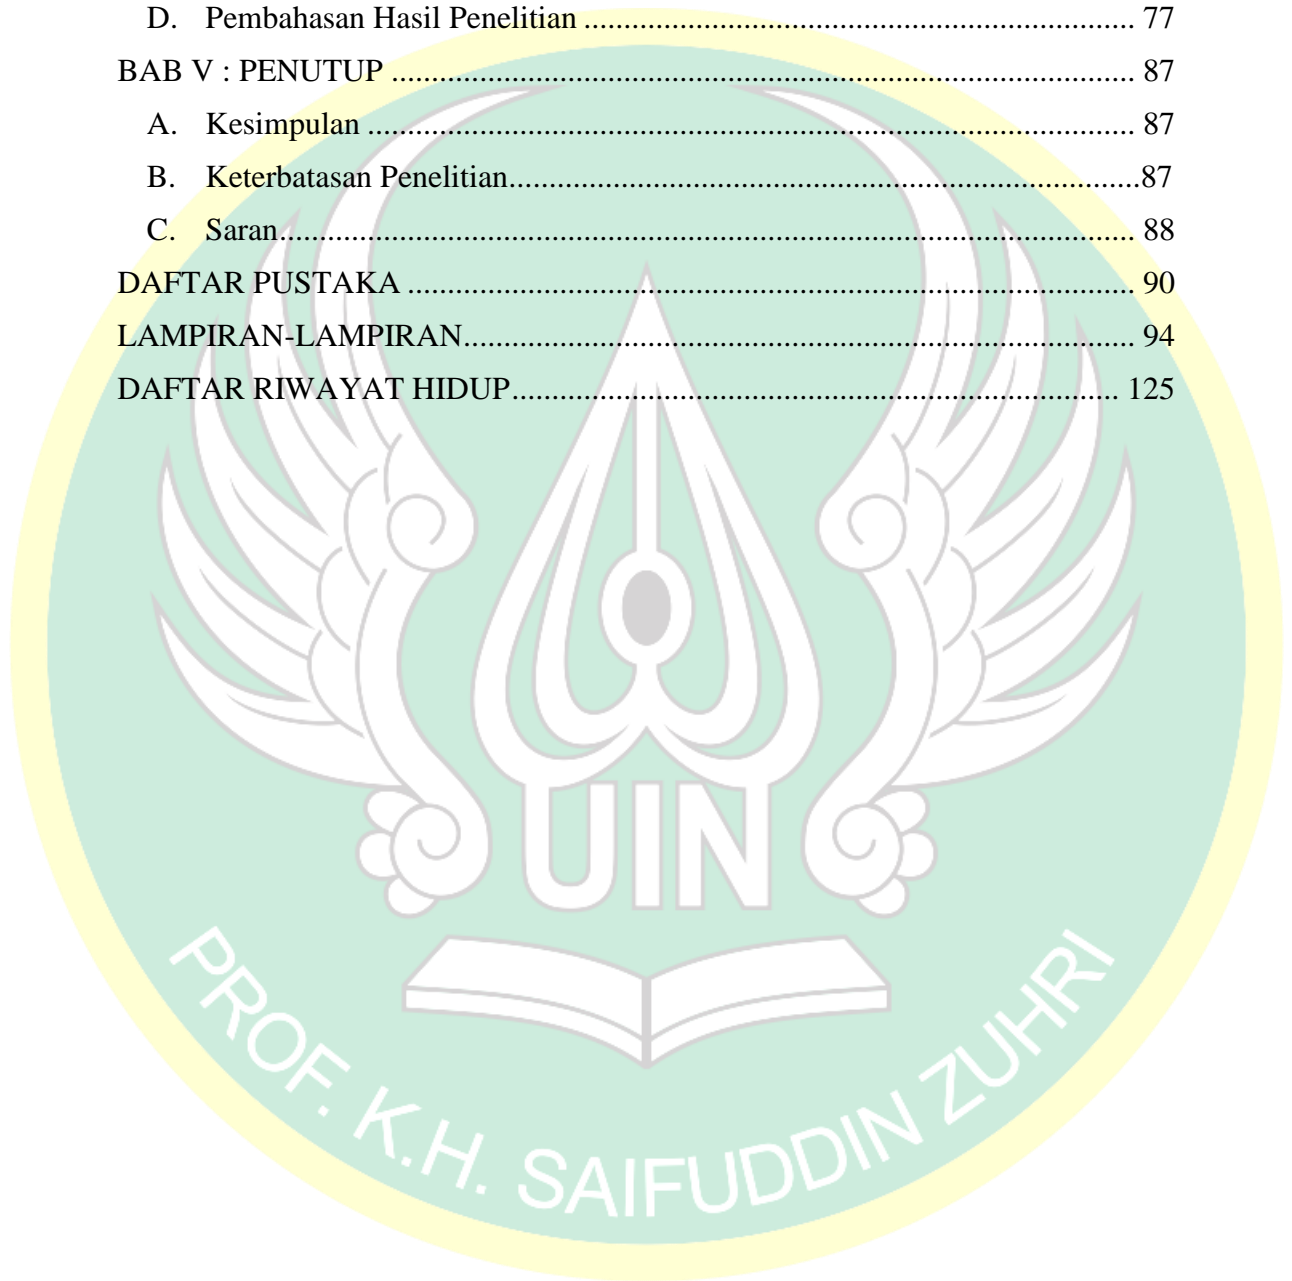 D. Pembahasan Hasil Penelitian ..................................................................... 77
BAB V : PENUTUP ............................................................................................ 87
A. Kesimpulan ............................................................................................... 87
B. Keterbatasan Penelitian..............................................................................87
C. Saran.......................................................................................................... 88
DAFTAR PUSTAKA .......................................................................................... 90
LAMPIRAN-LAMPIRAN................................................................................... 94
DAFTAR RIWAYAT HIDUP........................................................................... 125
UIN
PROF. K.H. SAIFUDDIN ZUHRI